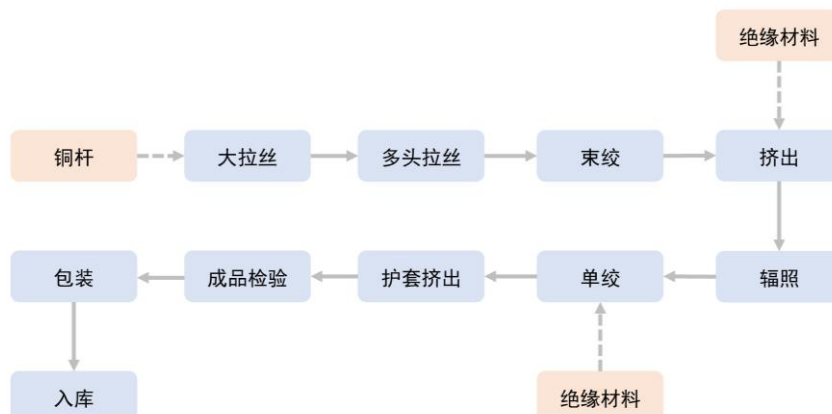 绝缘材料
铜杆
大拉丝
多头拉丝
束绞
挤出
包装
成品检验
护套挤出
单绞
辐照
入库
绝缘材料